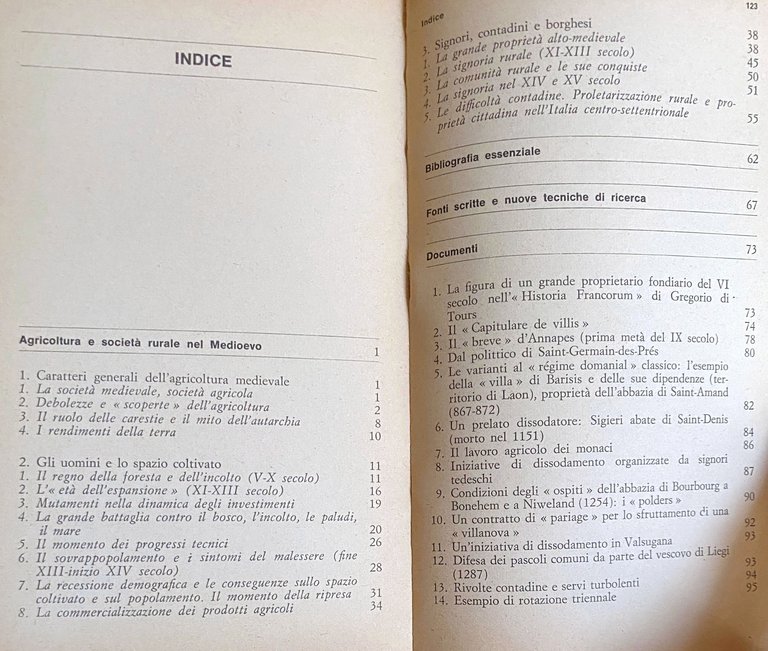 INDICE
Agricoltura e società rurale nel Medioevo 1
1. Caratteri generali dell'agricoltura medievale 1
1. La società medievale, società agricola 1
2. Debolezze e « scoperte » dell'agricoltura 2
3. Il ruolo delle carestie e il mito dell'autarchia 8
4. I rendimenti della terra 10
2. Gli uomini e lo spazio coltivato 11
1. Il regno della foresta e dell'incolto (V-X secolo) 11
2. L'« età dell'espansione » (XI-XIII secolo) 16
3. Mutamenti nella dinamica degli investimenti 19
4. La grande battaglia contro il bosco, l'incolto, le paludi,
il mare 20
5. Il momento dei progressi tecnici 26
6. Il sovrappopolamento e i sintomi del malessere (fine
XIII-inizio XIV secolo) 28
7. La recessione demografica e le conseguenze sullo spazio
coltivato e sul popolamento. Il momento della ripresa 31
8. La commercializzazione dei prodotti agricoli 34
Indice 123
3. Signori, contadini e borghesi 38
1. La grande proprietà alto-medievale 38
2. La signoria rurale (XI-XIII secolo) 45
3. La comunità rurale e le sue conquiste 50
4. La signoria nel XIV e XV secolo 51
5. Le difficoltà contadine. Proletarizzazione rurale e pro-
prietà cittadina nell'Italia centro-settentrionale 55
Bibliografia essenziale 62
Fonti scritte e nuove tecniche di ricerca 67
Documenti 73
1. La figura di un grande proprietario fondiario del VI
secolo nell'« Historia Francorum » di Gregorio di
Tours 73
2. Il « Capitulare de villis » 74
3. Il « breve » d'Annapes (prima metà del IX secolo) 78
4. Dal polittico di Saint-Germain-des-Prés 80
5. Le varianti al « régime domanial » classico: l'esempio
della « villa » di Barisis e delle sue dipendenze (ter-
ritorio di Laon), proprietà dell'abbazia di Saint-Amand
(867-872) 82
6. Un prelato dissodatore: Sigieri abate di Saint-Denis
(morto nel 1151) 84
7. Il lavoro agricolo dei monaci 86
8. Iniziative di dissodamento organizzate da signori
tedeschi 87
9. Condizioni degli « ospiti » dell'abbazia di Bourbourg a
Bonehem e a Niweland (1254): i « polders » 90
10. Un contratto di « pariage » per lo sfruttamento di una
« villanova » 92
11. Un'iniziativa di dissodamento in Valsugana 93
12. Difesa dei pascoli comuni da parte del vescovo di Liegi
(1287) 93
13. Rivolte contadine e servi turbolenti 94
14. Esempio di rotazione triennale 95